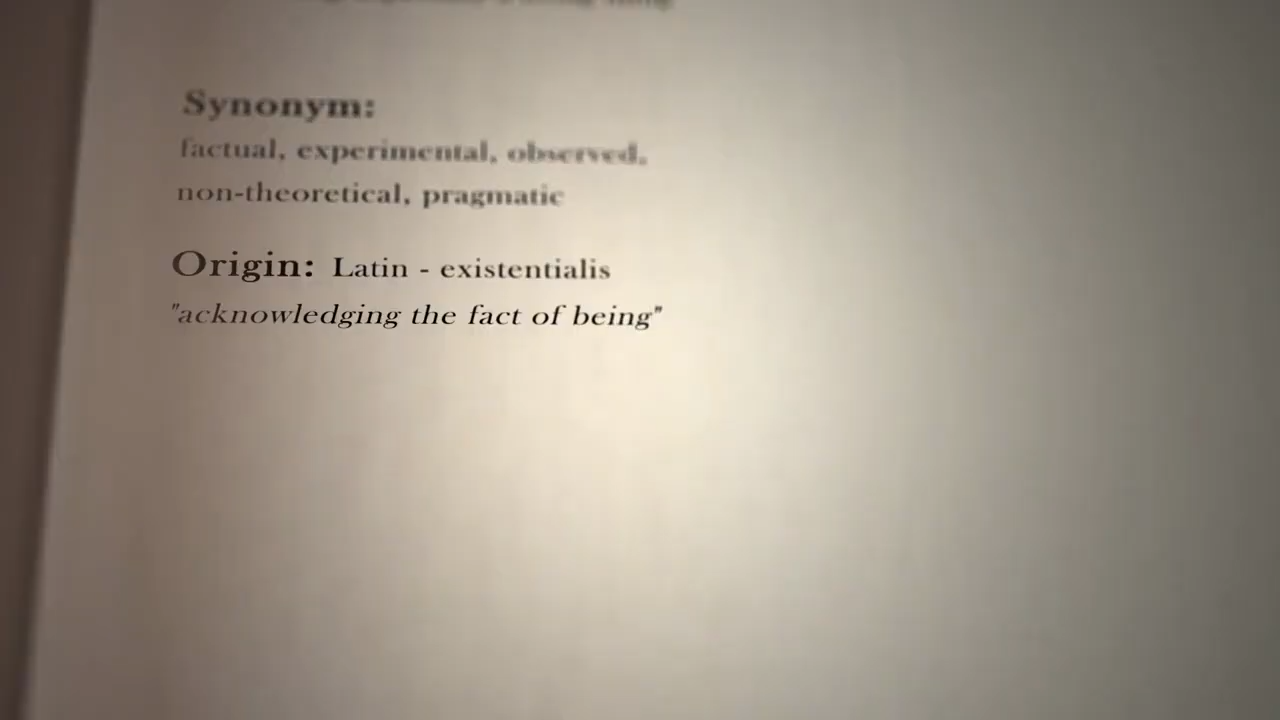 Synonym:
factual, experimental, observed,
non-theoretical, pragmatic
Origin: Latin - existentialis
"acknowledging the fact of being"